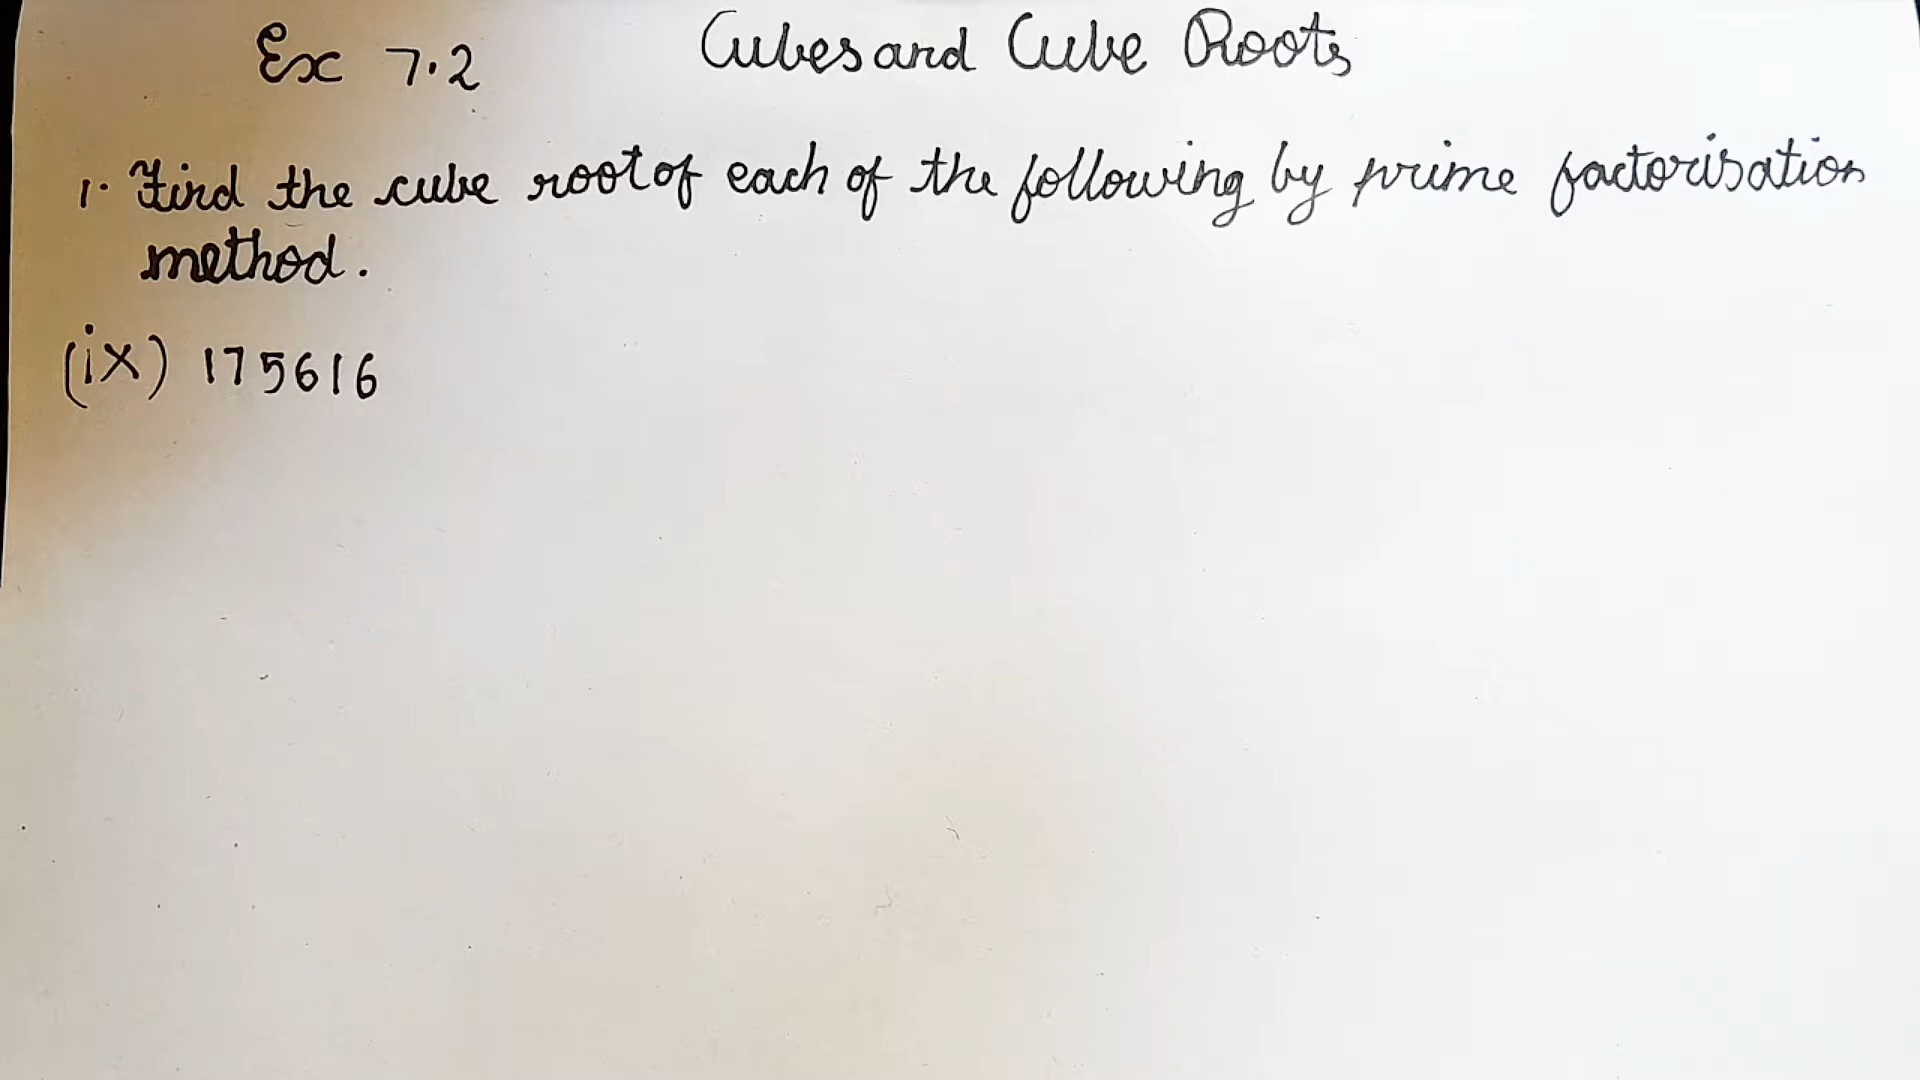 Ex 7.2 Cubes and Cube Roots
1. Find the cube root of each of the following by prime factorisation
method.
(ix) 175616